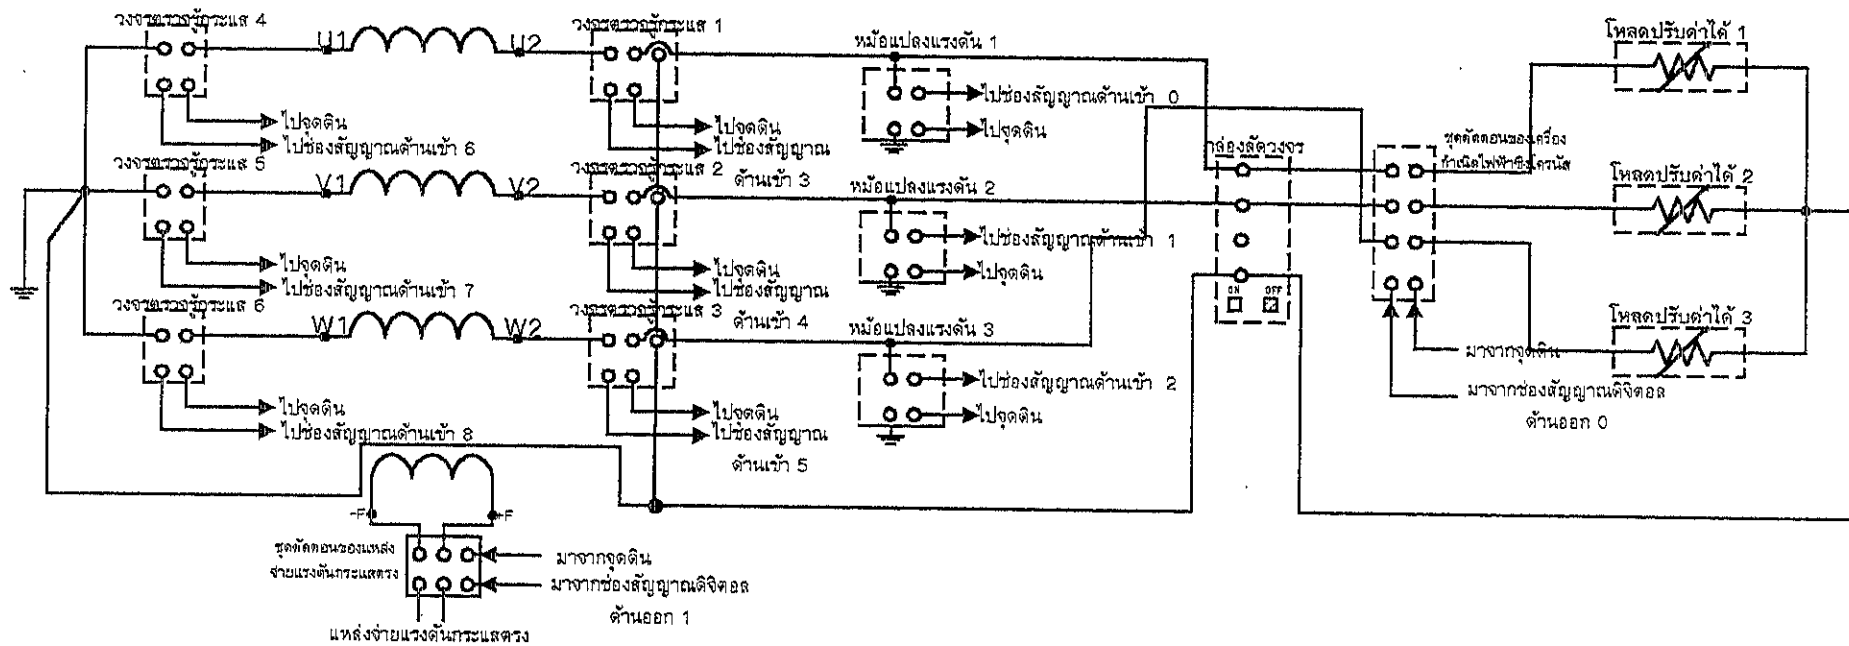 วงจรตรวจรู้กระแส 4
U1
U2
วงจรตรวจรู้กระแส 1
หม้อแปลงแรงดัน 1
โหลดปรับค่าได้ 1
ไปช่องสัญญาณด้านเข้า 0
ไปจุดดิน
ไปจุดดิน
ไปช่องสัญญาณด้านเข้า 6
ไปจุดดิน
ไปช่องสัญญาณ
ด้านเข้า 3
กล่องลัดวงจร
ชุดตัดตอนของเครื่อง
กำเนิดไฟฟ้าซิงโครนัส
วงจรตรวจรู้กระแส 5
V1
V2
วงจรตรวจรู้กระแส 2
หม้อแปลงแรงดัน 2
โหลดปรับค่าได้ 2
ไปช่องสัญญาณด้านเข้า 1
ไปจุดดิน
ไปจุดดิน
ไปช่องสัญญาณด้านเข้า 7
ไปจุดดิน
ไปช่องสัญญาณ
ด้านเข้า 4
ON
OFF
วงจรตรวจรู้กระแส 6
W1
W2
วงจรตรวจรู้กระแส 3
หม้อแปลงแรงดัน 3
โหลดปรับค่าได้ 3
มาจากจุดดิน
มาจากช่องสัญญาณดิจิตอล
ด้านออก 0
ไปช่องสัญญาณด้านเข้า 2
ไปจุดดิน
ไปจุดดิน
ไปช่องสัญญาณด้านเข้า 8
ไปจุดดิน
ไปช่องสัญญาณ
ด้านเข้า 5
-F
+F
ชุดตัดตอนของแหล่ง
จ่ายแรงดันกระแสตรง
มาจากจุดดิน
มาจากช่องสัญญาณดิจิตอล
ด้านออก 1
แหล่งจ่ายแรงดันกระแสตรง